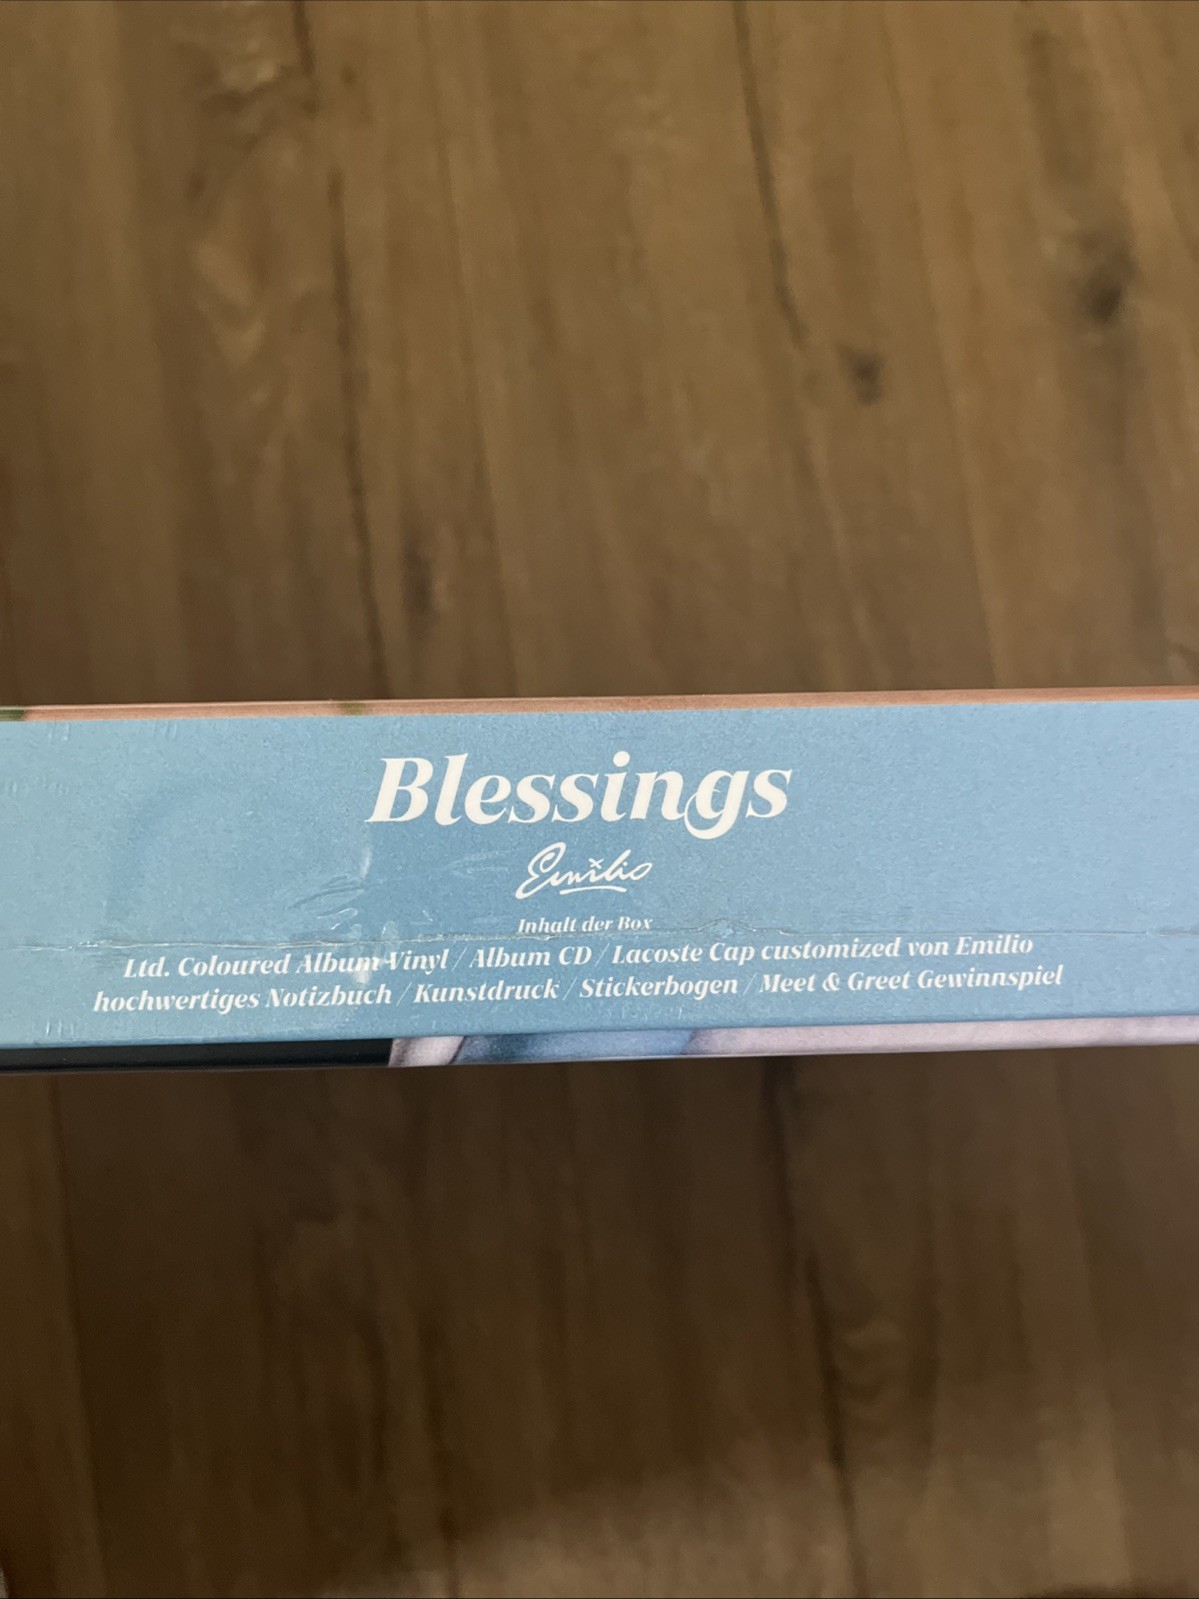 Blessings
Emilio
Inhalt der Box
Ltd. Coloured Album Vinyl / Album CD / Lacoste Cap customized von Emilio
hochwertiges Notizbuch / Kunstdruck / Stickerbogen / Meet & Greet Gewinnspiel